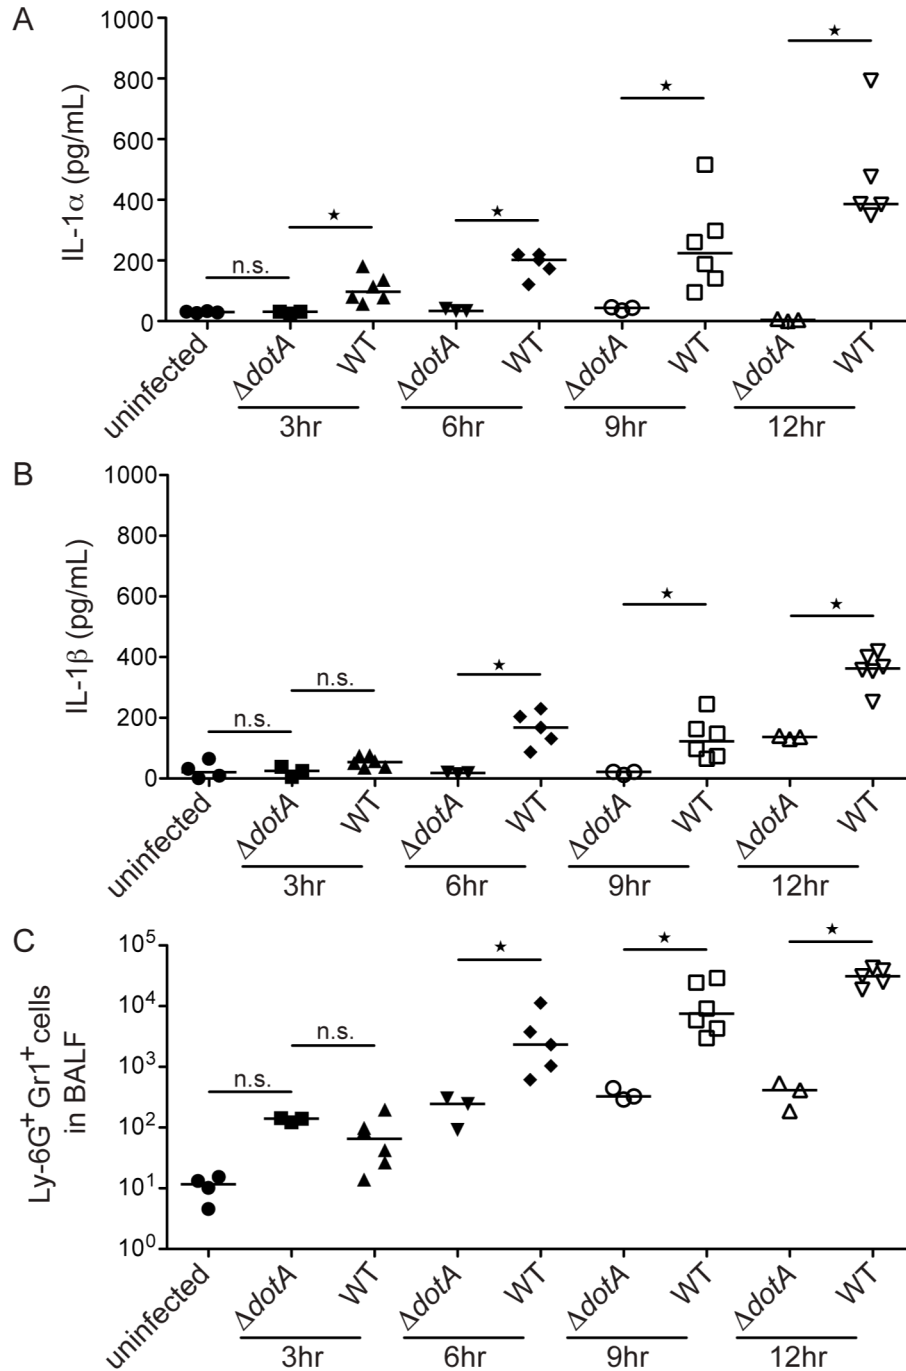 A
IL-1α (pg/mL)
1000
800
600
400
200
0
n.s.
★
★
★
★
uninfected
ΔdotA
WT
ΔdotA
WT
ΔdotA
WT
ΔdotA
WT
3hr
6hr
9hr
12hr
B
IL-1β (pg/mL)
1000
800
600
400
200
0
n.s.
n.s.
★
★
★
uninfected
ΔdotA
WT
ΔdotA
WT
ΔdotA
WT
ΔdotA
WT
3hr
6hr
9hr
12hr
C
Ly-6G⁺Gr1⁺cells
in BALF
10⁵
10⁴
10³
10²
10¹
10⁰
n.s.
n.s.
★
★
★
uninfected
ΔdotA
WT
ΔdotA
WT
ΔdotA
WT
ΔdotA
WT
3hr
6hr
9hr
12hr